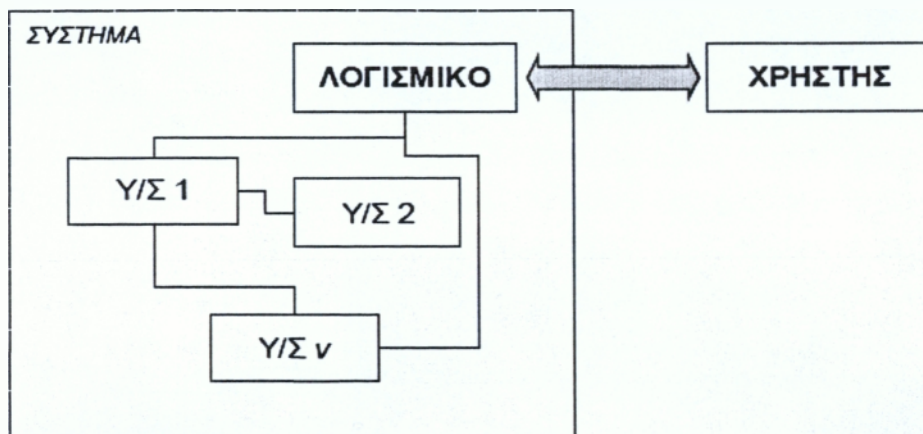 ΣΥΣΤΗΜΑ
ΛΟΓΙΣΜΙΚΟ
ΧΡΗΣΤΗΣ
Υ/Σ 1
Υ/Σ 2
Υ/Σ ν